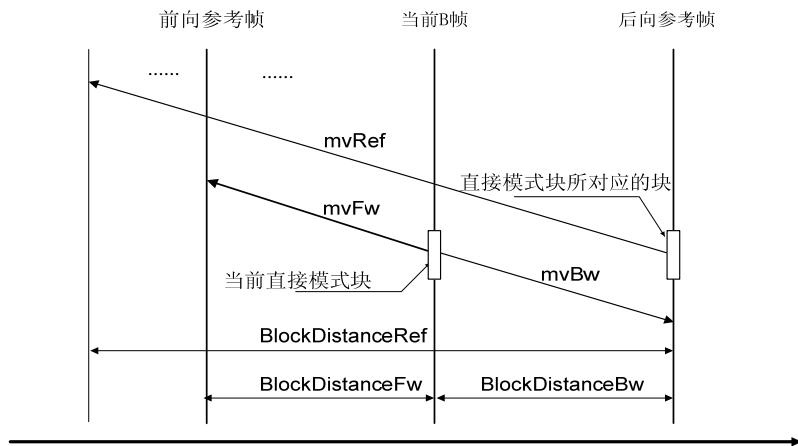 前向参考帧
当前B帧
后向参考帧
......
......
mvRef
直接模式块所对应的块
mvFw
当前直接模式块
mvBw
BlockDistanceRef
BlockDistanceFw
BlockDistanceBw